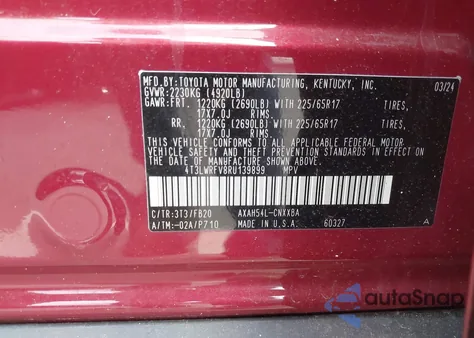 MFD.BY:TOYOTA MOTOR MANUFACTURING, KENTUCKY, INC.
GVWR:2230KG (4920LB) 03/24
GAWR:FRT. 1220KG (2690LB) WITH 225/65R17 TIRES,
17X7.0J RIMS.
RR. 1220KG (2690LB) WITH 225/65R17 TIRES,
17X7.0J RIMS.
THIS VEHICLE CONFORMS TO ALL APPLICABLE FEDERAL MOTOR
VEHICLE SAFETY AND THEFT PREVENTION STANDARDS IN
EFFECT ON THE DATE OF MANUFACTURE SHOWN ABOVE.
4T3LWRFV8RU139899 MPV
C/TR:3T3/FB20 AXAH54L-CNXXBA
A/TM:-02A/P710 MADE IN U.S.A. 60327 A
autoSnap